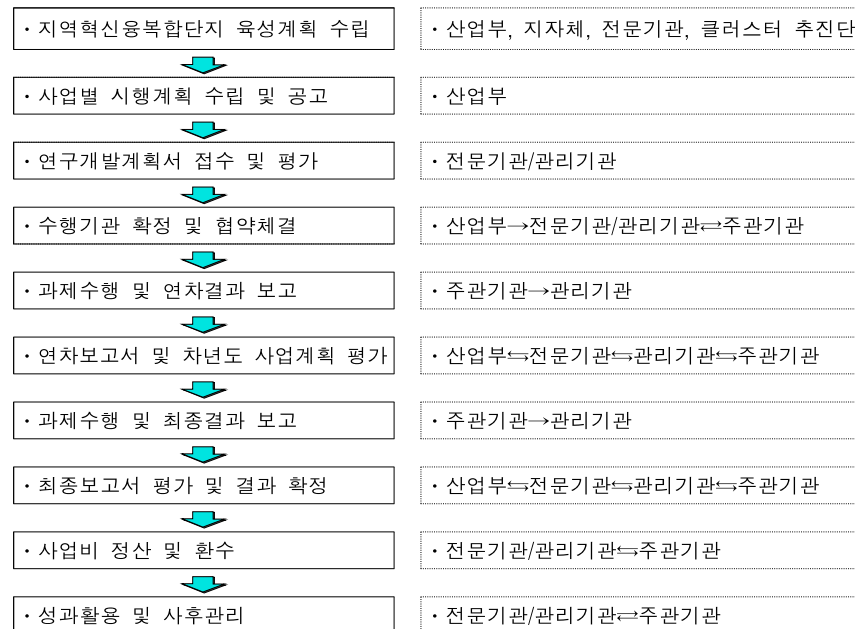 · 지역혁신융복합단지 육성계획 수립
· 산업부, 지자체, 전문기관, 클러스터 추진단
· 사업별 시행계획 수립 및 공고
· 산업부
· 연구개발계획서 접수 및 평가
· 전문기관/관리기관
· 수행기관 확정 및 협약체결
· 산업부→전문기관/관리기관⇄주관기관
· 과제수행 및 연차결과 보고
· 주관기관→관리기관
· 연차보고서 및 차년도 사업계획 평가
· 산업부⇆전문기관⇆관리기관⇆주관기관
· 과제수행 및 최종결과 보고
· 주관기관→관리기관
· 최종보고서 평가 및 결과 확정
· 산업부⇆전문기관⇆관리기관⇆주관기관
· 사업비 정산 및 환수
· 전문기관/관리기관⇆주관기관
· 성과활용 및 사후관리
· 전문기관/관리기관⇄주관기관